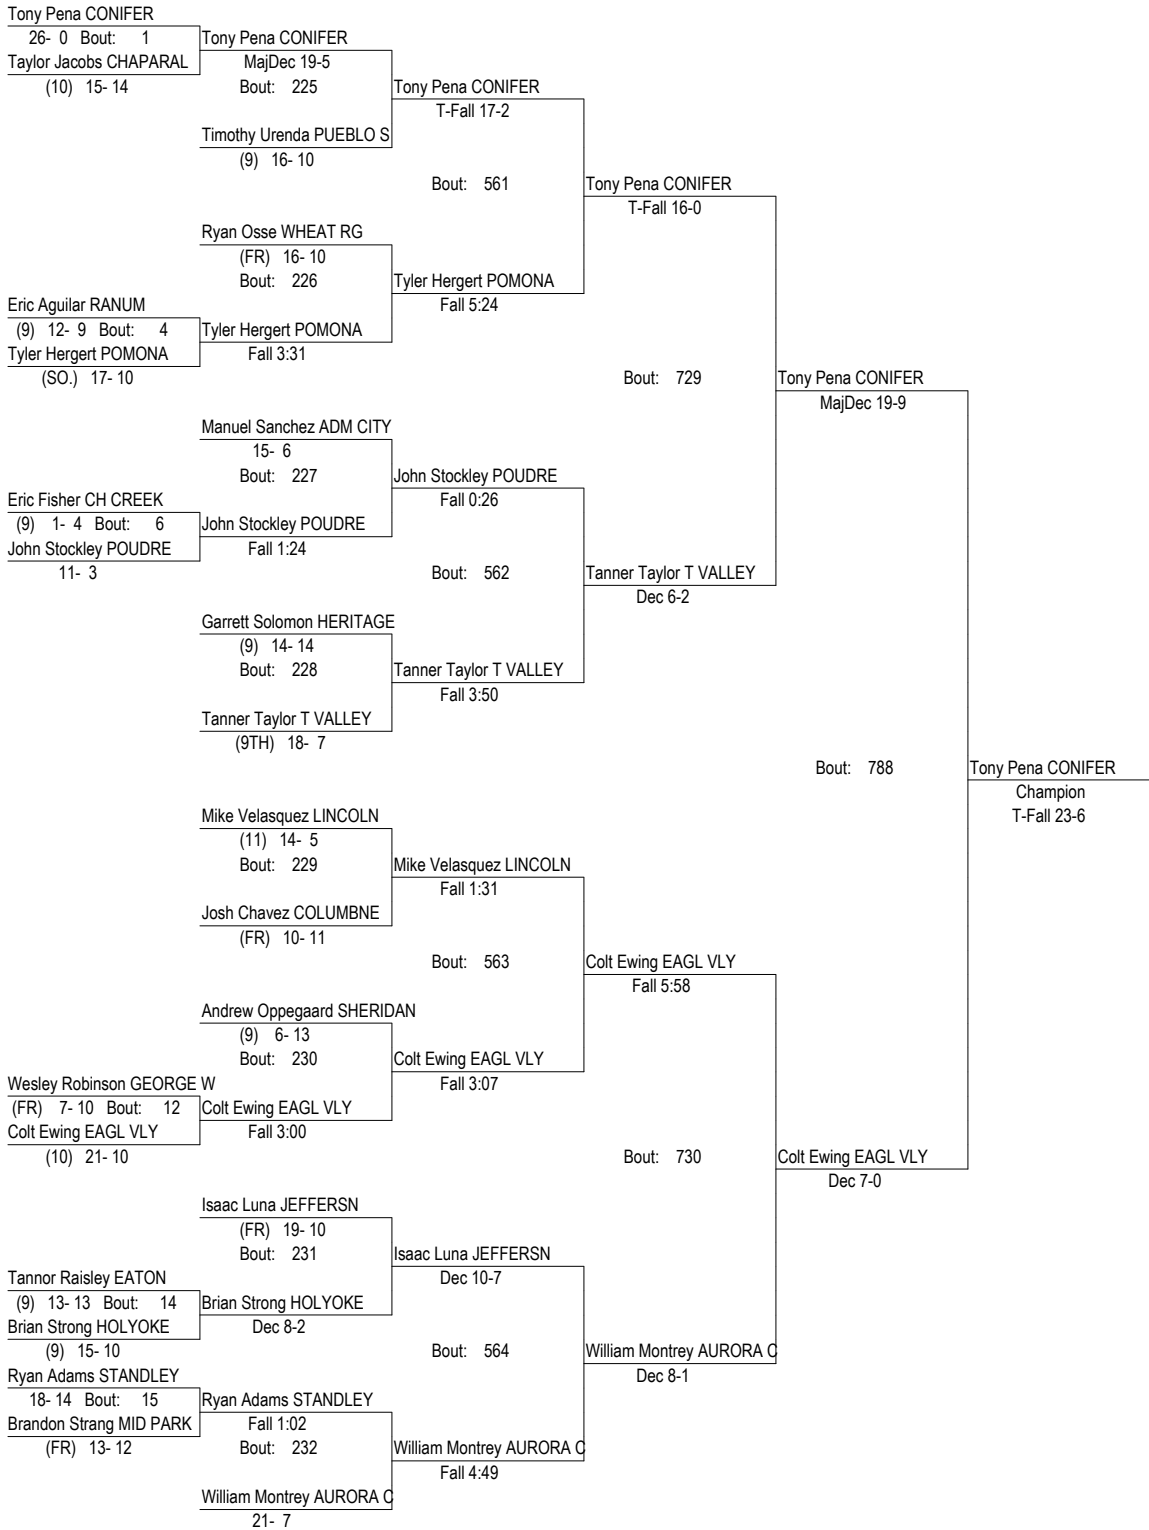 Tony Pena CONIFER
26- 0 Bout: 1
Tony Pena CONIFER
Taylor Jacobs CHAPARAL
MajDec 19-5
(10) 15- 14
Bout: 225
Tony Pena CONIFER
T-Fall 17-2
Timothy Urenda PUEBLO S
(9) 16- 10
Bout: 561
Tony Pena CONIFER
T-Fall 16-0
Ryan Osse WHEAT RG
(FR) 16- 10
Bout: 226
Tyler Hergert POMONA
Fall 5:24
Eric Aguilar RANUM
(9) 12- 9 Bout: 4
Tyler Hergert POMONA
Tyler Hergert POMONA
Fall 3:31
(SO.) 17- 10
Bout: 729
Tony Pena CONIFER
MajDec 19-9
Manuel Sanchez ADM CITY
15- 6
Bout: 227
John Stockley POUDRE
Fall 0:26
Eric Fisher CH CREEK
(9) 1- 4 Bout: 6
John Stockley POUDRE
John Stockley POUDRE
Fall 1:24
11- 3
Bout: 562
Tanner Taylor T VALLEY
Dec 6-2
Garrett Solomon HERITAGE
(9) 14- 14
Bout: 228
Tanner Taylor T VALLEY
Fall 3:50
Tanner Taylor T VALLEY
(9TH) 18- 7
Bout: 788
Tony Pena CONIFER
Champion
T-Fall 23-6
Mike Velasquez LINCOLN
(11) 14- 5
Bout: 229
Mike Velasquez LINCOLN
Fall 1:31
Josh Chavez COLUMBNE
(FR) 10- 11
Bout: 563
Colt Ewing EAGL VLY
Fall 5:58
Andrew Oppegaard SHERIDAN
(9) 6- 13
Bout: 230
Colt Ewing EAGL VLY
Fall 3:07
Wesley Robinson GEORGE W
(FR) 7- 10 Bout: 12
Colt Ewing EAGL VLY
Colt Ewing EAGL VLY
Fall 3:00
(10) 21- 10
Bout: 730
Colt Ewing EAGL VLY
Dec 7-0
Isaac Luna JEFFERSN
(FR) 19- 10
Bout: 231
Isaac Luna JEFFERSN
Dec 10-7
Tannor Raisley EATON
(9) 13- 13 Bout: 14
Brian Strong HOLYOKE
Brian Strong HOLYOKE
Dec 8-2
(9) 15- 10
Bout: 564
William Montrey AURORA C
Dec 8-1
Ryan Adams STANDLEY
18- 14 Bout: 15
Ryan Adams STANDLEY
Brandon Strang MID PARK
Fall 1:02
(FR) 13- 12
Bout: 232
William Montrey AURORA C
Fall 4:49
William Montrey AURORA C
21- 7